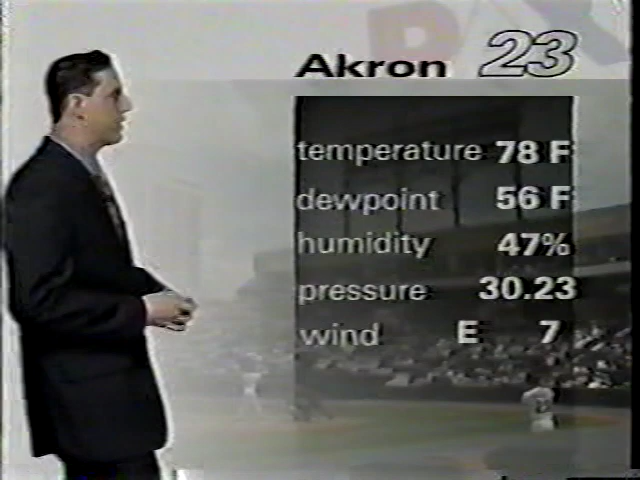 Akron 23
temperature 78 F
dewpoint 56 F
humidity 47%
pressure 30.23
wind E 7